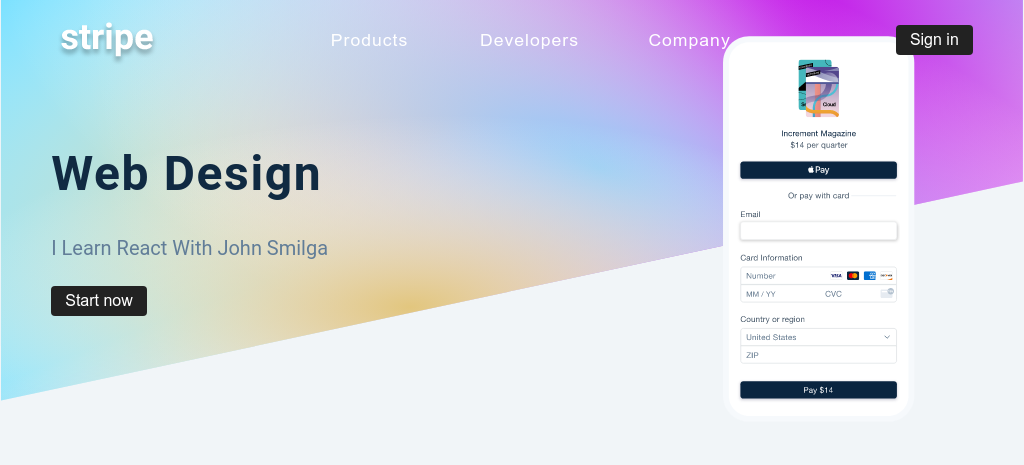 stripe
Products Developers Company Sign in
Web Design
I Learn React With John Smilga
Start now
Cloud
Increment Magazine
$14 per quarter
Pay
Or pay with card
Email
Card Information
Number VISA
MM / YY CVC
Country or region
United States
ZIP
Pay $14